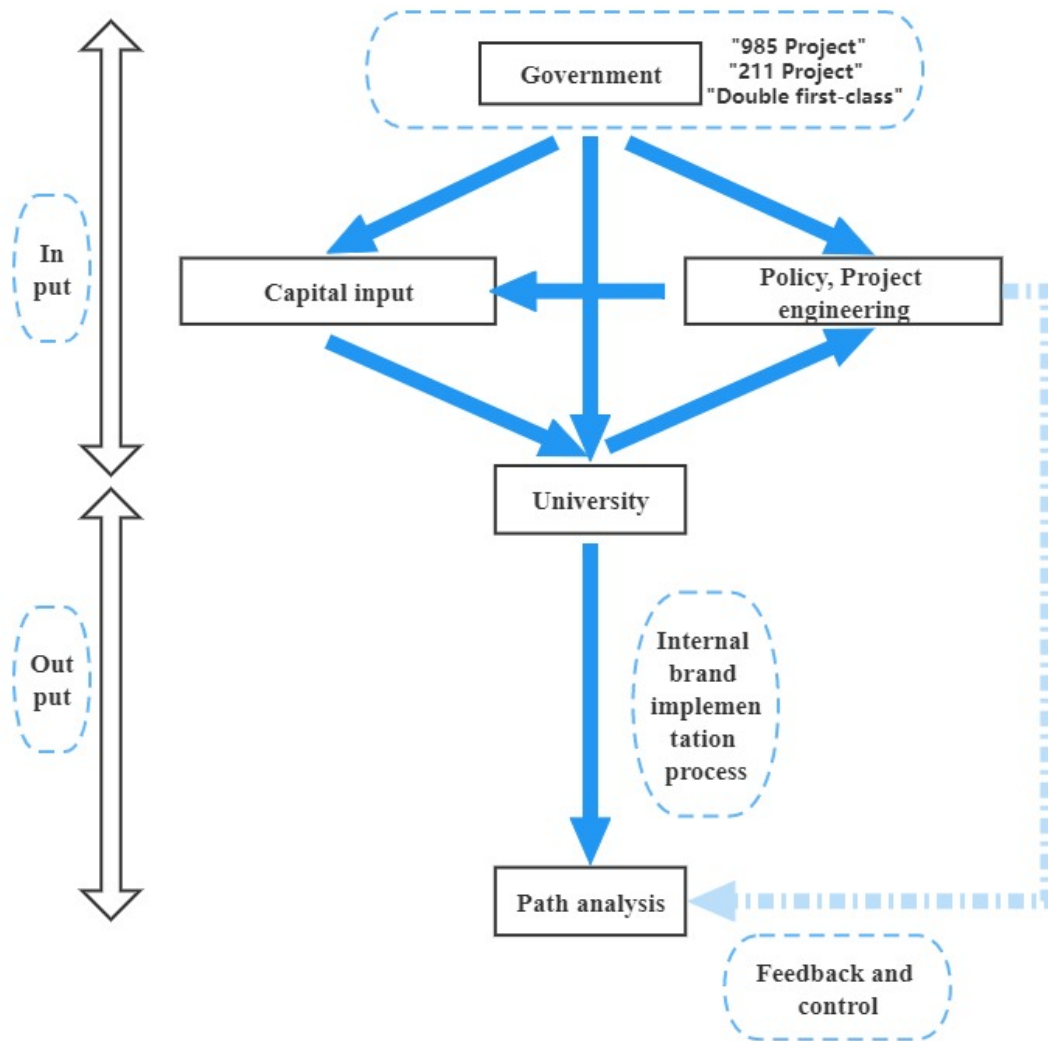 Government
"985 Project"
"211 Project"
"Double first-class"
In
put
Capital input
Policy, Project
engineering
University
Out
put
Internal
brand
implemen
tation
process
Path analysis
Feedback and
control